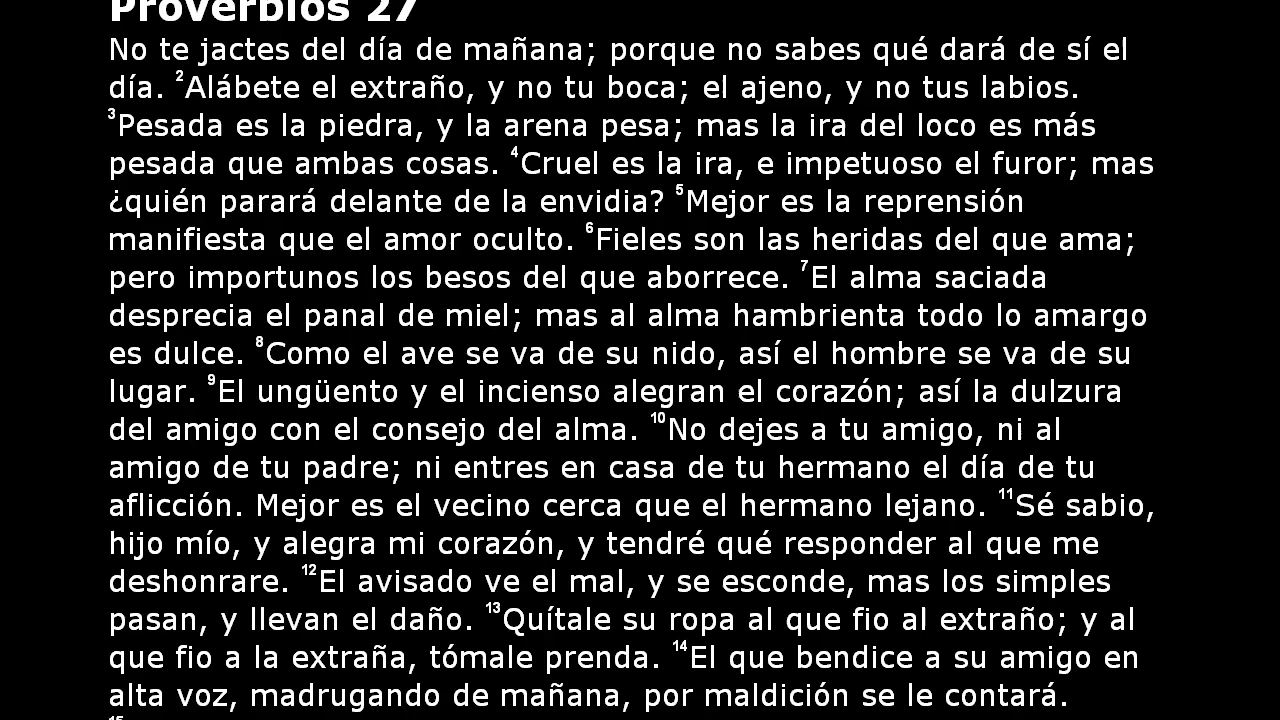 Proverbios 27
No te jactes del día de mañana; porque no sabes qué dará de sí el
día. ²Alábete el extraño, y no tu boca; el ajeno, y no tus labios.
³Pesada es la piedra, y la arena pesa; mas la ira del loco es más
pesada que ambas cosas. ⁴Cruel es la ira, e impetuoso el furor; mas
¿quién parará delante de la envidia? ⁵Mejor es la reprensión
manifiesta que el amor oculto. ⁶Fieles son las heridas del que ama;
pero importunos los besos del que aborrece. ⁷El alma saciada
desprecia el panal de miel; mas al alma hambrienta todo lo amargo
es dulce. ⁸Como el ave se va de su nido, así el hombre se va de su
lugar. ⁹El ungüento y el incienso alegran el corazón; así la dulzura
del amigo con el consejo del alma. ¹⁰No dejes a tu amigo, ni al
amigo de tu padre; ni entres en casa de tu hermano el día de tu
aflicción. Mejor es el vecino cerca que el hermano lejano. ¹¹Sé sabio,
hijo mío, y alegra mi corazón, y tendré qué responder al que me
deshonrare. ¹²El avisado ve el mal, y se esconde, mas los simples
pasan, y llevan el daño. ¹³Quítale su ropa al que fio al extraño; y al
que fio a la extraña, tómale prenda. ¹⁴El que bendice a su amigo en
alta voz, madrugando de mañana, por maldición se le contará.
¹⁵